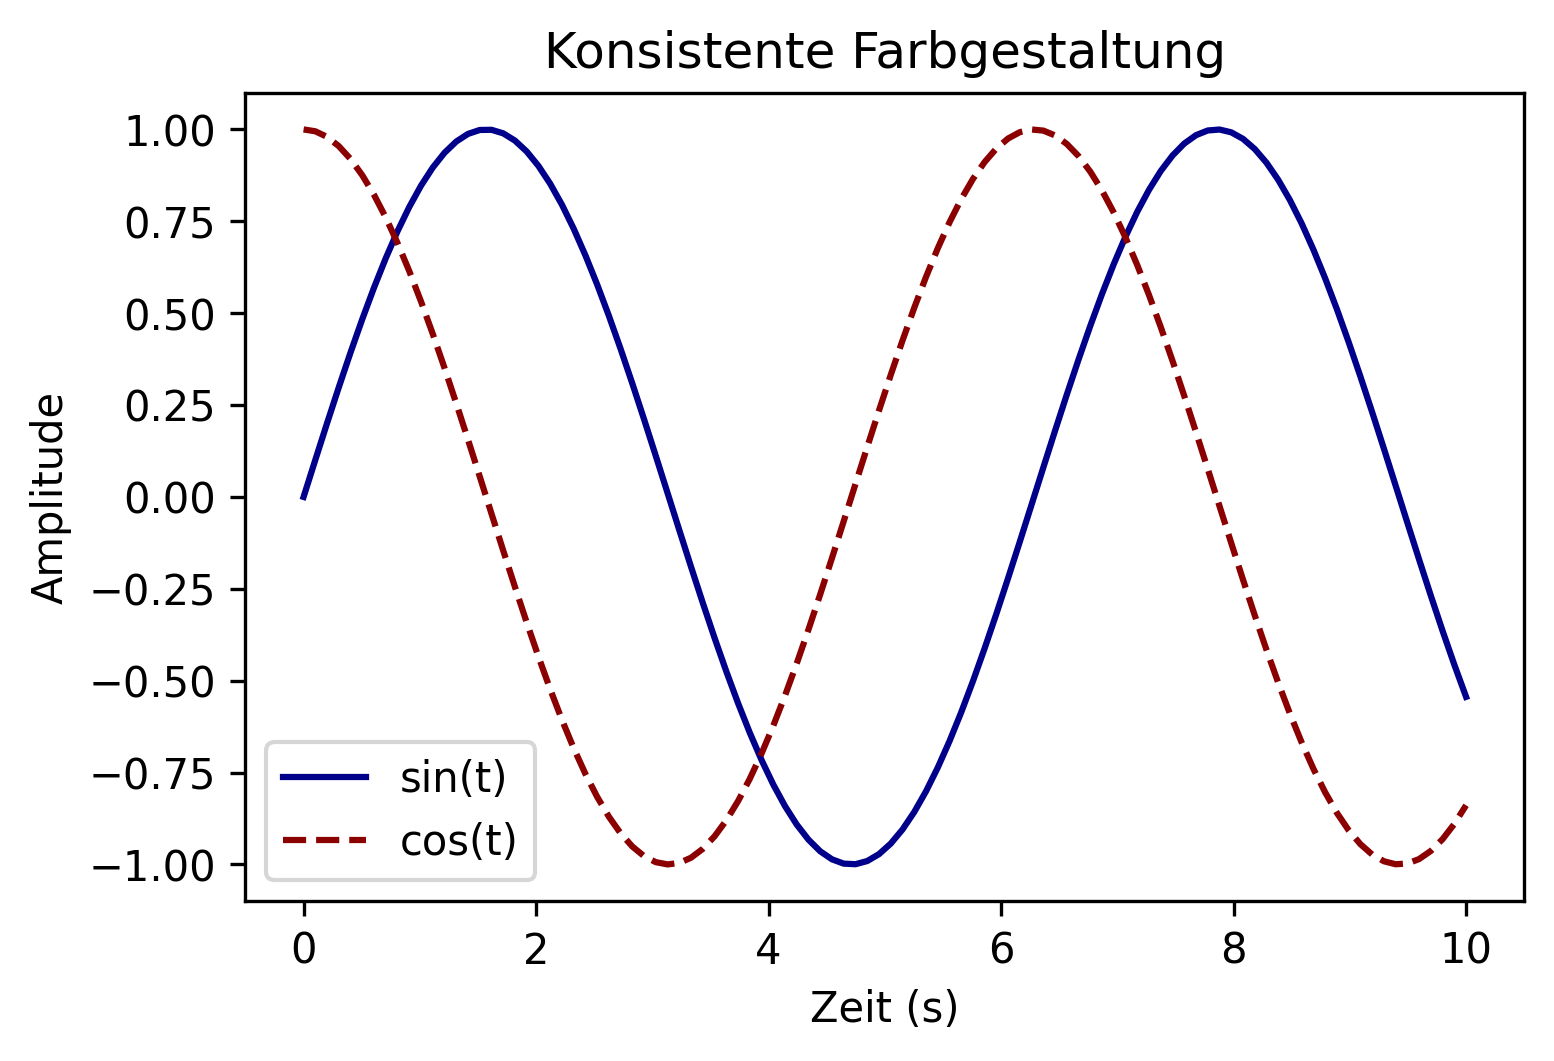 Konsistente Farbgestaltung
Amplitude
1.00
0.75
0.50
0.25
0.00
−0.25
−0.50
−0.75
−1.00
sin(t)
cos(t)
0 2 4 6 8 10
Zeit (s)